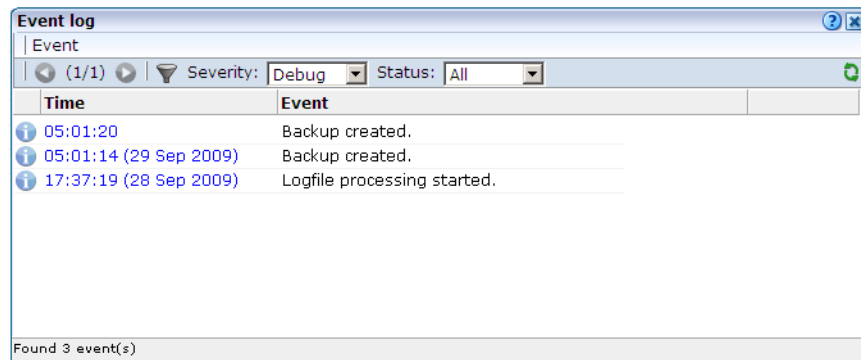 Event log
Event
(1/1) Severity: Debug Status: All
Time Event
05:01:20 Backup created.
05:01:14 (29 Sep 2009) Backup created.
17:37:19 (28 Sep 2009) Logfile processing started.
Found 3 event(s)